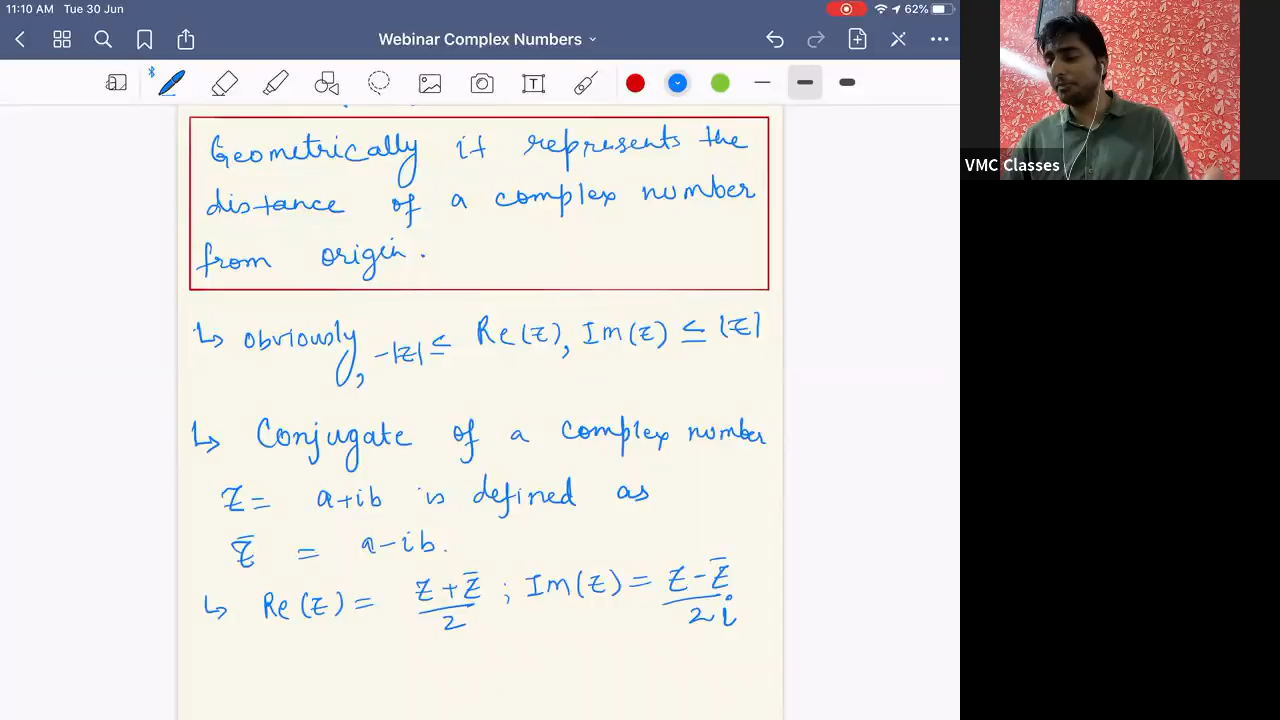 11:10 AM Tue 30 Jun
62%
Webinar Complex Numbers
T
VMC Classes
Geometrically it represents the
distance of a complex number
from origin.
↳ obviously, -|z| ≤ Re(z), Im(z) ≤ |z|
↳ Conjugate of a complex number
z = a+ib is defined as
z̄ = a-ib.
↳ Re(z) = (z + z̄)/2 ; Im(z) = (z - z̄)/2i